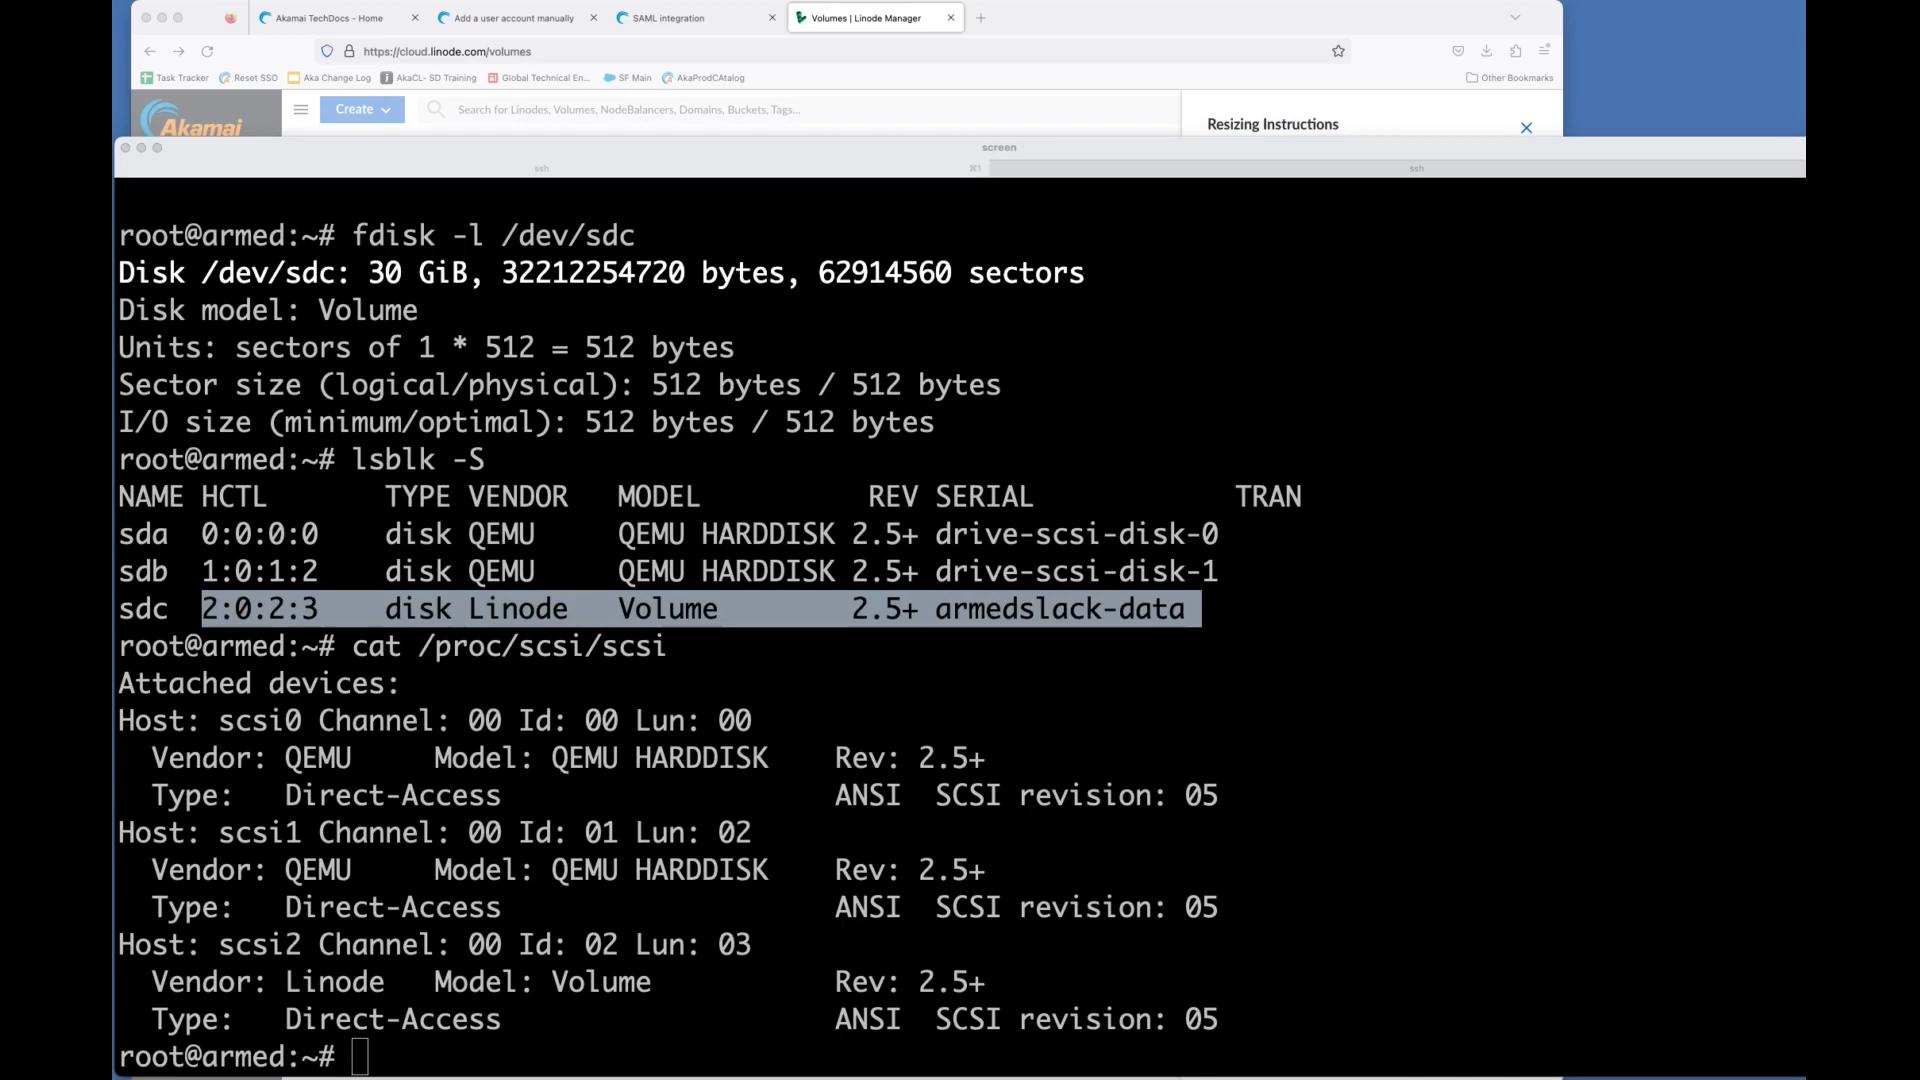 Akamai TechDocs - Home
Add a user account manually
SAML integration
Volumes | Linode Manager
https://cloud.linode.com/volumes
Task Tracker
Reset SSO
Aka Change Log
AkaCL- SD Training
Global Technical En...
SF Main
AkaProdCAtalog
Other Bookmarks
Akamai
Create
Search for Linodes, Volumes, NodeBalancers, Domains, Buckets, Tags...
Resizing Instructions
screen
ssh
⌘1
ssh
root@armed:~# fdisk -l /dev/sdc
Disk /dev/sdc: 30 GiB, 32212254720 bytes, 62914560 sectors
Disk model: Volume
Units: sectors of 1 * 512 = 512 bytes
Sector size (logical/physical): 512 bytes / 512 bytes
I/O size (minimum/optimal): 512 bytes / 512 bytes
root@armed:~# lsblk -S
NAME HCTL       TYPE VENDOR   MODEL          REV SERIAL            TRAN
sda  0:0:0:0    disk QEMU     QEMU HARDDISK 2.5+ drive-scsi-disk-0
sdb  1:0:1:2    disk QEMU     QEMU HARDDISK 2.5+ drive-scsi-disk-1
sdc  2:0:2:3    disk Linode   Volume        2.5+ armedslack-data
root@armed:~# cat /proc/scsi/scsi
Attached devices:
Host: scsi0 Channel: 00 Id: 00 Lun: 00
  Vendor: QEMU     Model: QEMU HARDDISK    Rev: 2.5+
  Type:   Direct-Access                    ANSI  SCSI revision: 05
Host: scsi1 Channel: 00 Id: 01 Lun: 02
  Vendor: QEMU     Model: QEMU HARDDISK    Rev: 2.5+
  Type:   Direct-Access                    ANSI  SCSI revision: 05
Host: scsi2 Channel: 00 Id: 02 Lun: 03
  Vendor: Linode   Model: Volume           Rev: 2.5+
  Type:   Direct-Access                    ANSI  SCSI revision: 05
root@armed:~#